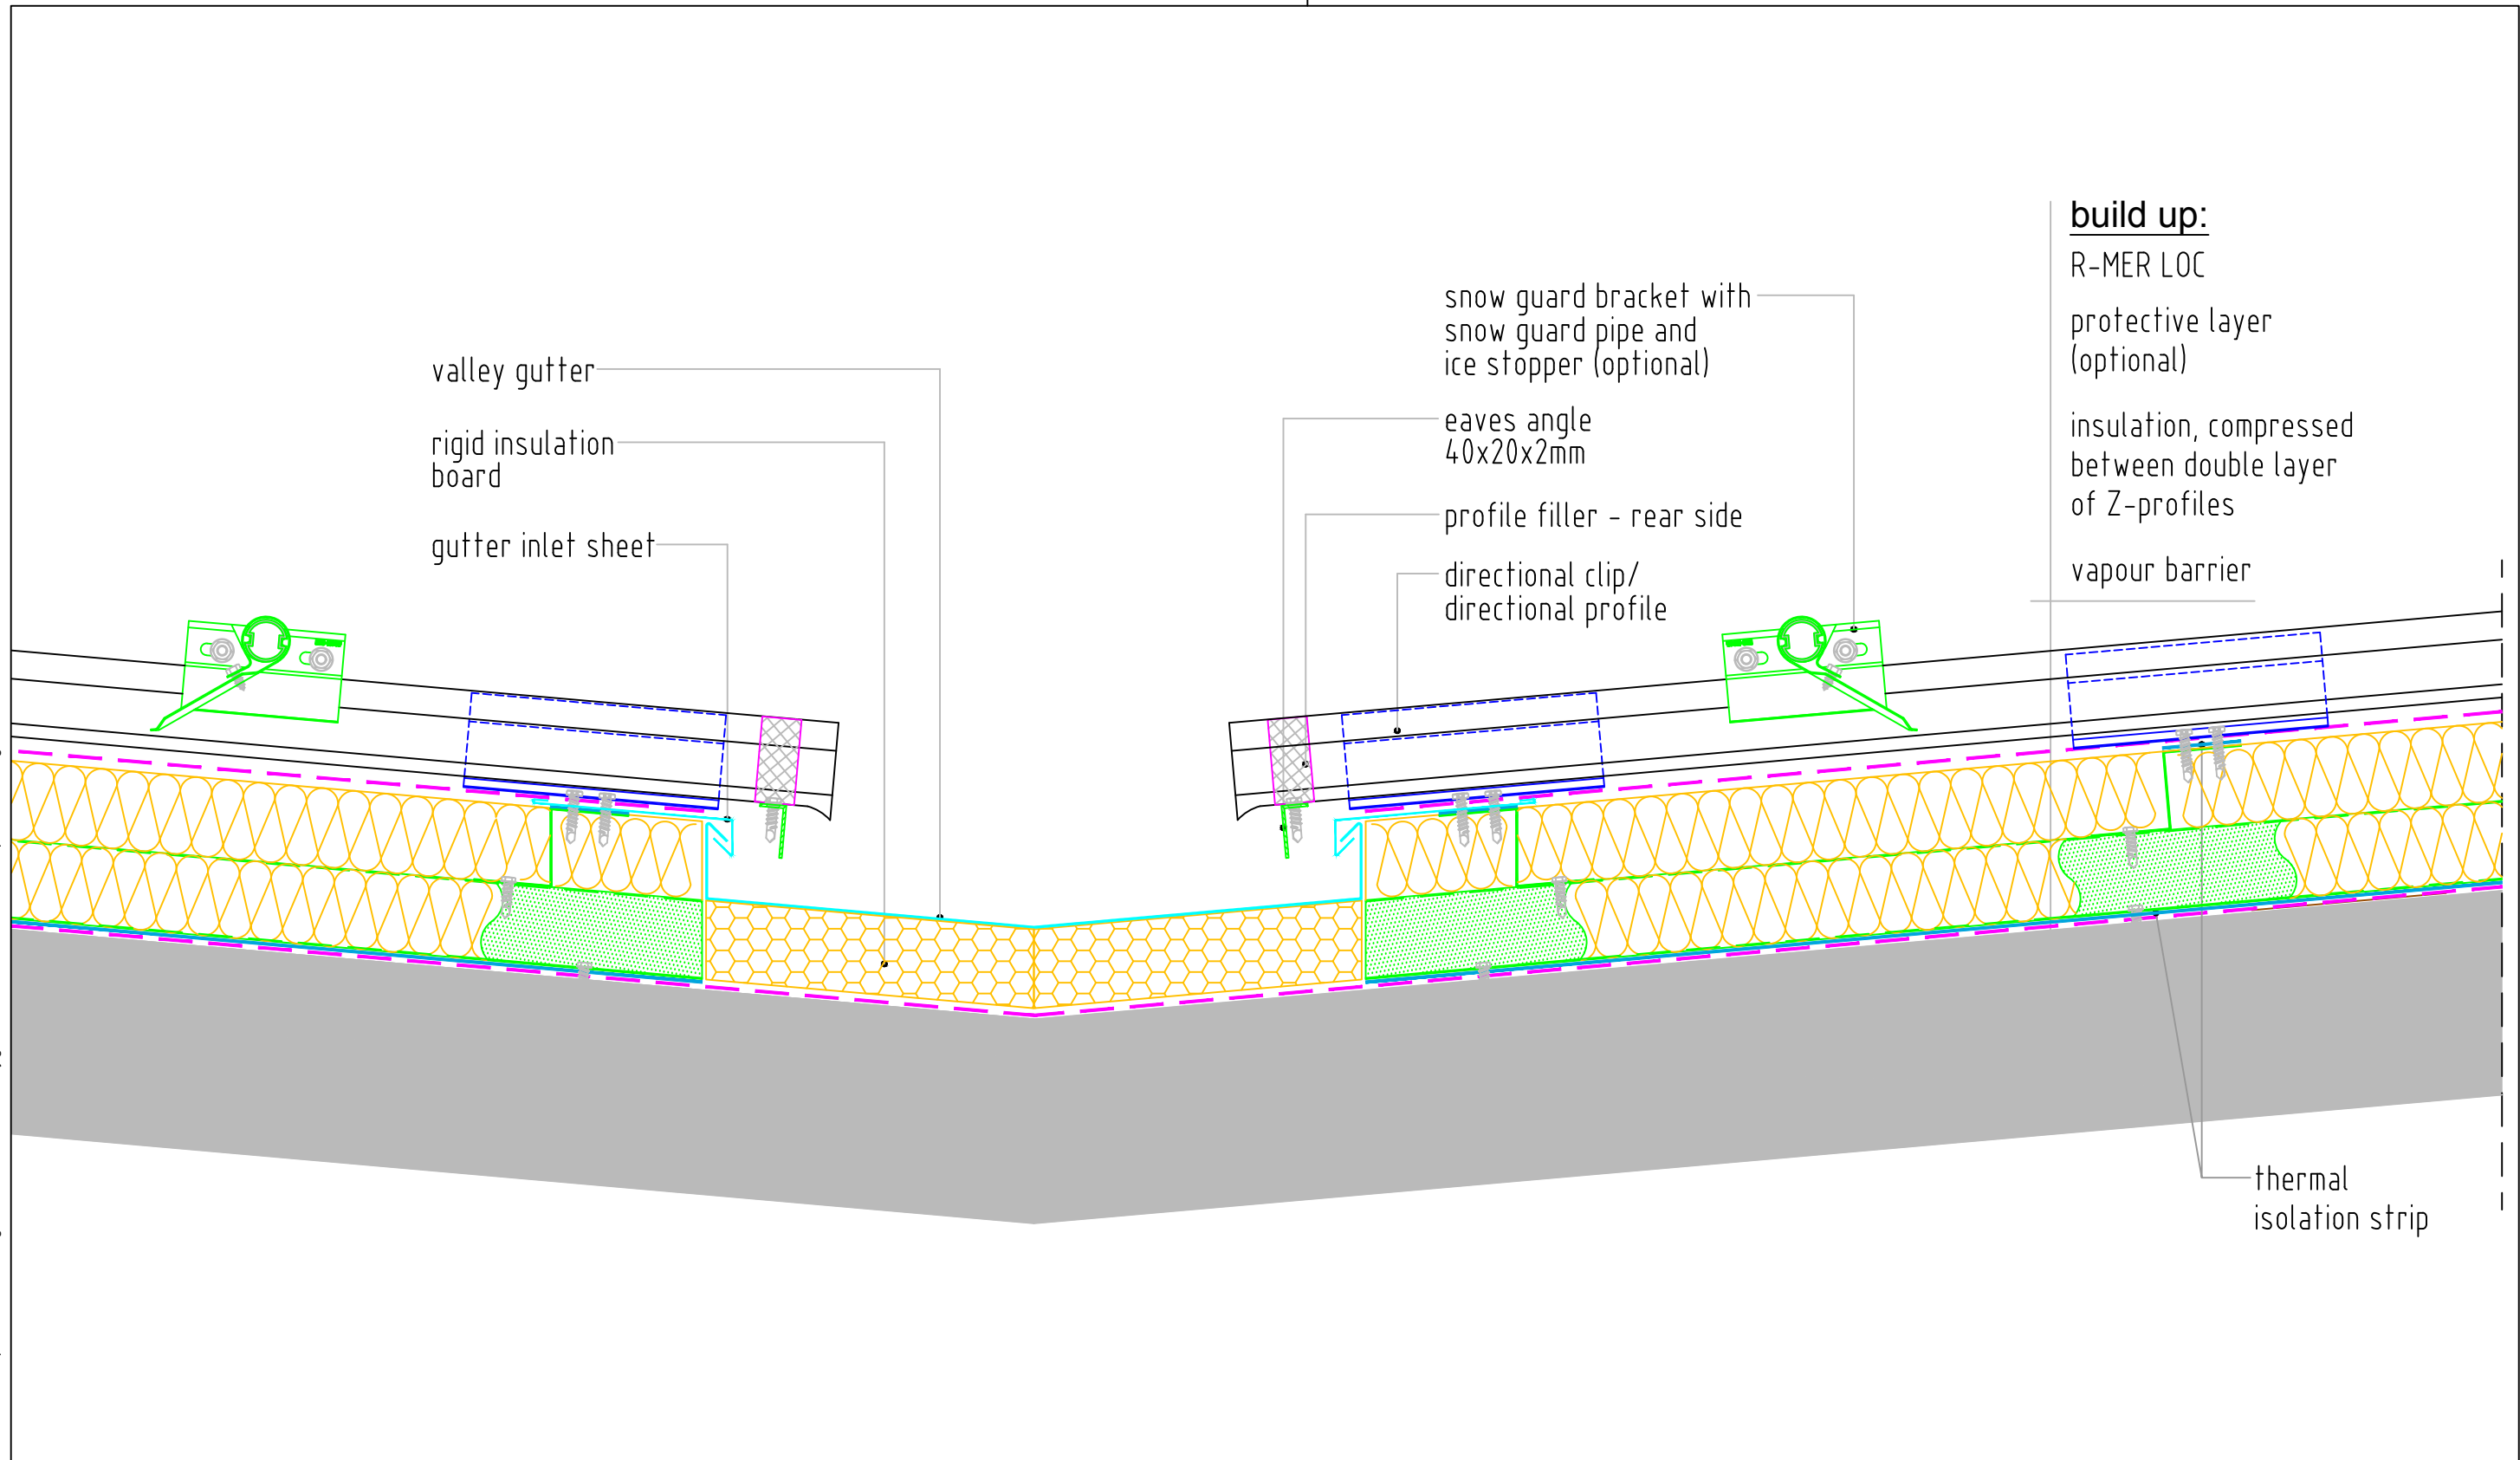 valley gutter
rigid insulation
board
gutter inlet sheet
snow guard bracket with
snow guard pipe and
ice stopper (optional)
eaves angle
40x20x2mm
profile filler - rear side
directional clip/
directional profile
build up:
R-MER LOC
protective layer
(optional)
insulation, compressed
between double layer
of Z-profiles
vapour barrier
thermal
isolation strip